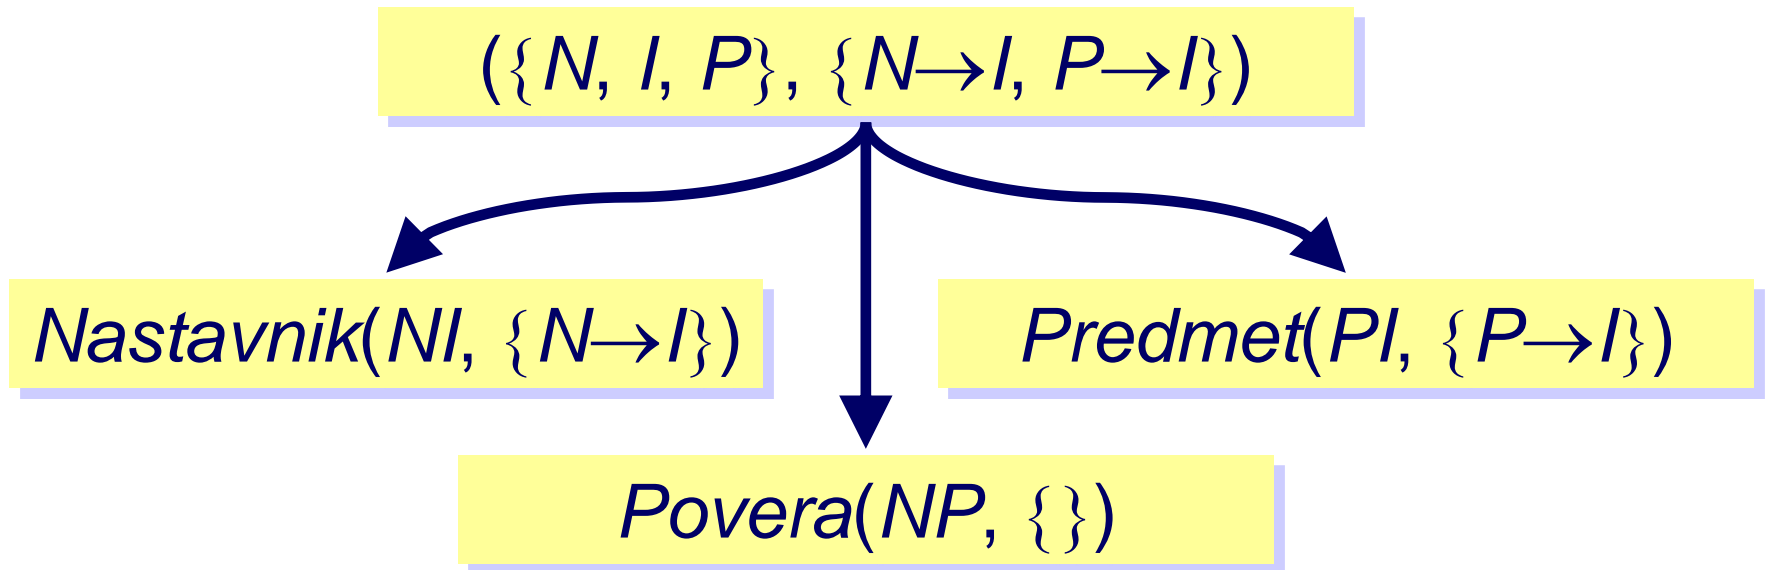 ({N, I, P}, {N→I, P→I})
Nastavnik(NI, {N→I})
Predmet(PI, {P→I})
Povera(NP, {})